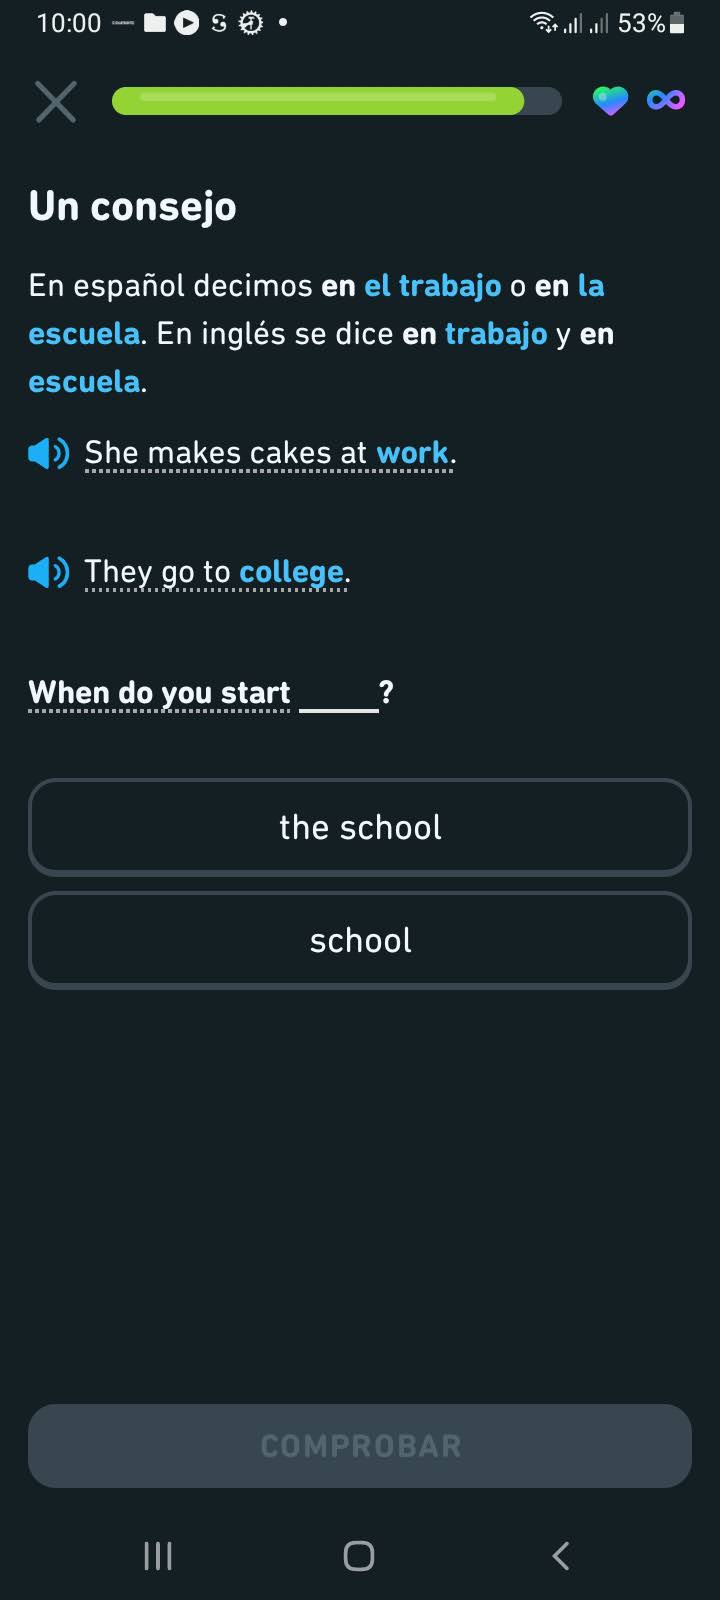 10:00 53%
Un consejo
En español decimos en el trabajo o en la
escuela. En inglés se dice en trabajo y en
escuela.
She makes cakes at work.
They go to college.
When do you start _____?
the school
school
COMPROBAR